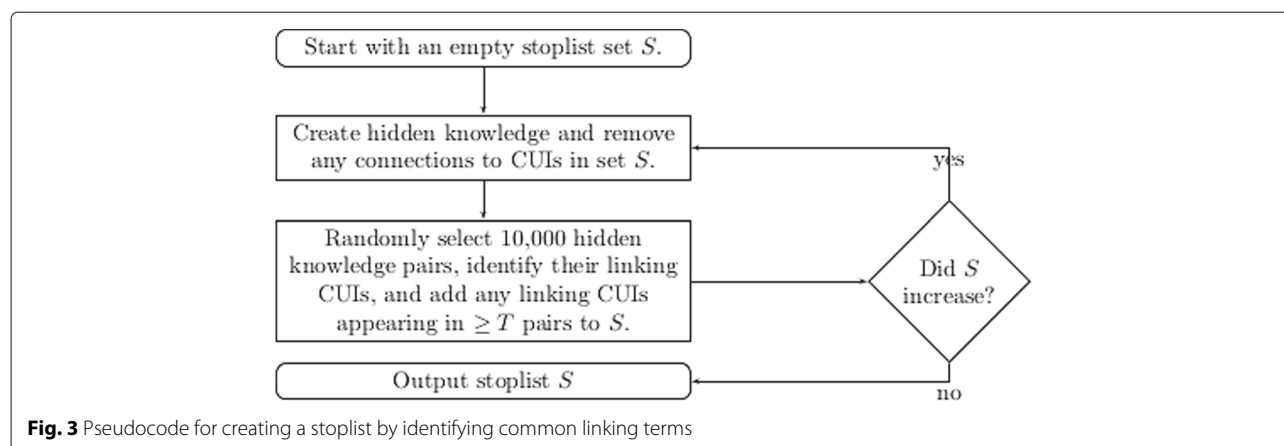 Start with an empty stoplist set S.
Create hidden knowledge and remove
any connections to CUIs in set S.
yes
Randomly select 10,000 hidden
knowledge pairs, identify their linking
CUIs, and add any linking CUIs
appearing in ≥ T pairs to S.
Did S
increase?
Output stoplist S
no
Fig. 3 Pseudocode for creating a stoplist by identifying common linking terms